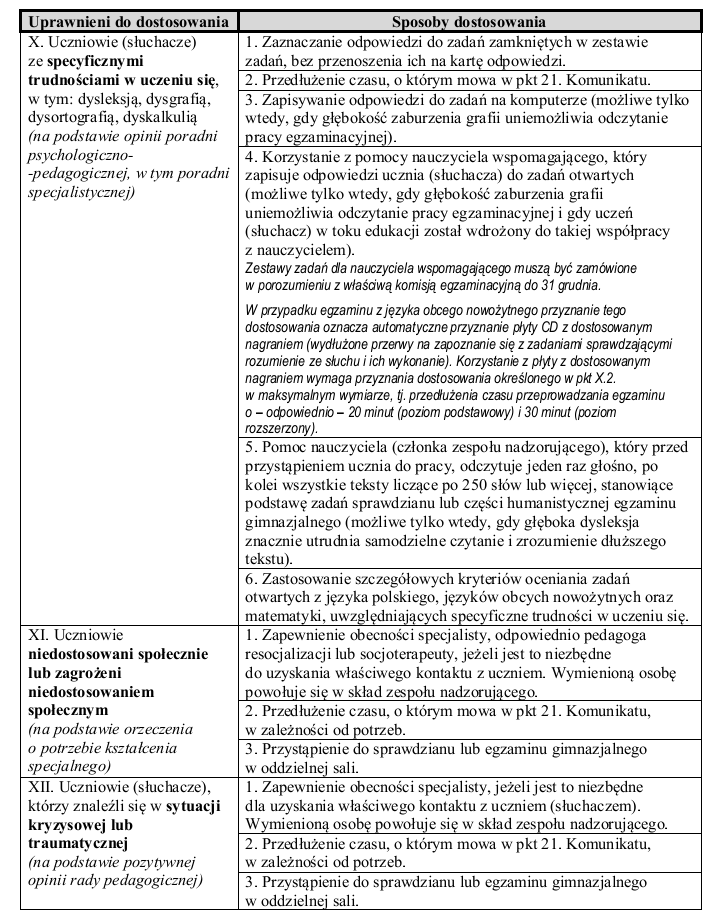 Uprawnieni do dostosowania
Sposoby dostosowania
X. Uczniowie (słuchacze)
ze specyficznymi
trudnościami w uczeniu się,
w tym: dysleksją, dysgrafią,
dysortografią, dyskalkulią
(na podstawie opinii poradni
psychologiczno-
-pedagogicznej, w tym poradni
specjalistycznej)
1. Zaznaczanie odpowiedzi do zadań zamkniętych w zestawie
zadań, bez przenoszenia ich na kartę odpowiedzi.
2. Przedłużenie czasu, o którym mowa w pkt 21. Komunikatu.
3. Zapisywanie odpowiedzi do zadań na komputerze (możliwe tylko
wtedy, gdy głębokość zaburzenia grafii uniemożliwia odczytanie
pracy egzaminacyjnej).
4. Korzystanie z pomocy nauczyciela wspomagającego, który
zapisuje odpowiedzi ucznia (słuchacza) do zadań otwartych
(możliwe tylko wtedy, gdy głębokość zaburzenia grafii
uniemożliwia odczytanie pracy egzaminacyjnej i gdy uczeń
(słuchacz) w toku edukacji został wdrożony do takiej współpracy
z nauczycielem).
Zestawy zadań dla nauczyciela wspomagającego muszą być zamówione
w porozumieniu z właściwą komisją egzaminacyjną do 31 grudnia.
W przypadku egzaminu z języka obcego nowożytnego przyznanie tego
dostosowania oznacza automatyczne przyznanie płyty CD z dostosowanym
nagraniem (wydłużone przerwy na zapoznanie się z zadaniami sprawdzającymi
rozumienie ze słuchu i ich wykonanie). Korzystanie z płyty z dostosowanym
nagraniem wymaga przyznania dostosowania określonego w pkt X.2.
w maksymalnym wymiarze, tj. przedłużenia czasu przeprowadzania egzaminu
o – odpowiednio – 20 minut (poziom podstawowy) i 30 minut (poziom
rozszerzony).
5. Pomoc nauczyciela (członka zespołu nadzorującego), który przed
przystąpieniem ucznia do pracy, odczytuje jeden raz głośno, po
kolei wszystkie teksty liczące po 250 słów lub więcej, stanowiące
podstawę zadań sprawdzianu lub części humanistycznej egzaminu
gimnazjalnego (możliwe tylko wtedy, gdy głęboka dysleksja
znacznie utrudnia samodzielne czytanie i zrozumienie dłuższego
tekstu).
6. Zastosowanie szczegółowych kryteriów oceniania zadań
otwartych z języka polskiego, języków obcych nowożytnych oraz
matematyki, uwzględniających specyficzne trudności w uczeniu się.
XI. Uczniowie
niedostosowani społecznie
lub zagrożeni
niedostosowaniem
społecznym
(na podstawie orzeczenia
o potrzebie kształcenia
specjalnego)
1. Zapewnienie obecności specjalisty, odpowiednio pedagoga
resocjalizacji lub socjoterapeuty, jeżeli jest to niezbędne
do uzyskania właściwego kontaktu z uczniem. Wymienioną osobę
powołuje się w skład zespołu nadzorującego.
2. Przedłużenie czasu, o którym mowa w pkt 21. Komunikatu,
w zależności od potrzeb.
3. Przystąpienie do sprawdzianu lub egzaminu gimnazjalnego
w oddzielnej sali.
XII. Uczniowie (słuchacze),
którzy znaleźli się w sytuacji
kryzysowej lub
traumatycznej
(na podstawie pozytywnej
opinii rady pedagogicznej)
1. Zapewnienie obecności specjalisty, jeżeli jest to niezbędne
dla uzyskania właściwego kontaktu z uczniem (słuchaczem).
Wymienioną osobę powołuje się w skład zespołu nadzorującego.
2. Przedłużenie czasu, o którym mowa w pkt 21. Komunikatu,
w zależności od potrzeb.
3. Przystąpienie do sprawdzianu lub egzaminu gimnazjalnego
w oddzielnej sali.